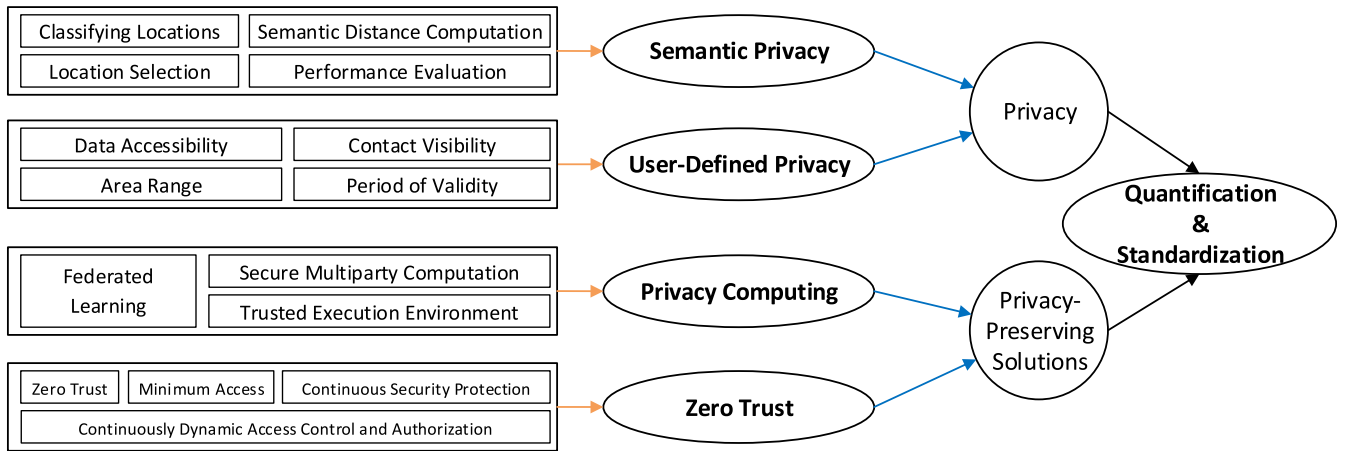 Classifying Locations
Semantic Distance Computation
Location Selection
Performance Evaluation
Semantic Privacy
Data Accessibility
Contact Visibility
Area Range
Period of Validity
User-Defined Privacy
Privacy
Quantification
&
Standardization
Federated
Learning
Secure Multiparty Computation
Trusted Execution Environment
Privacy Computing
Zero Trust
Minimum Access
Continuous Security Protection
Continuously Dynamic Access Control and Authorization
Zero Trust
Privacy-
Preserving
Solutions